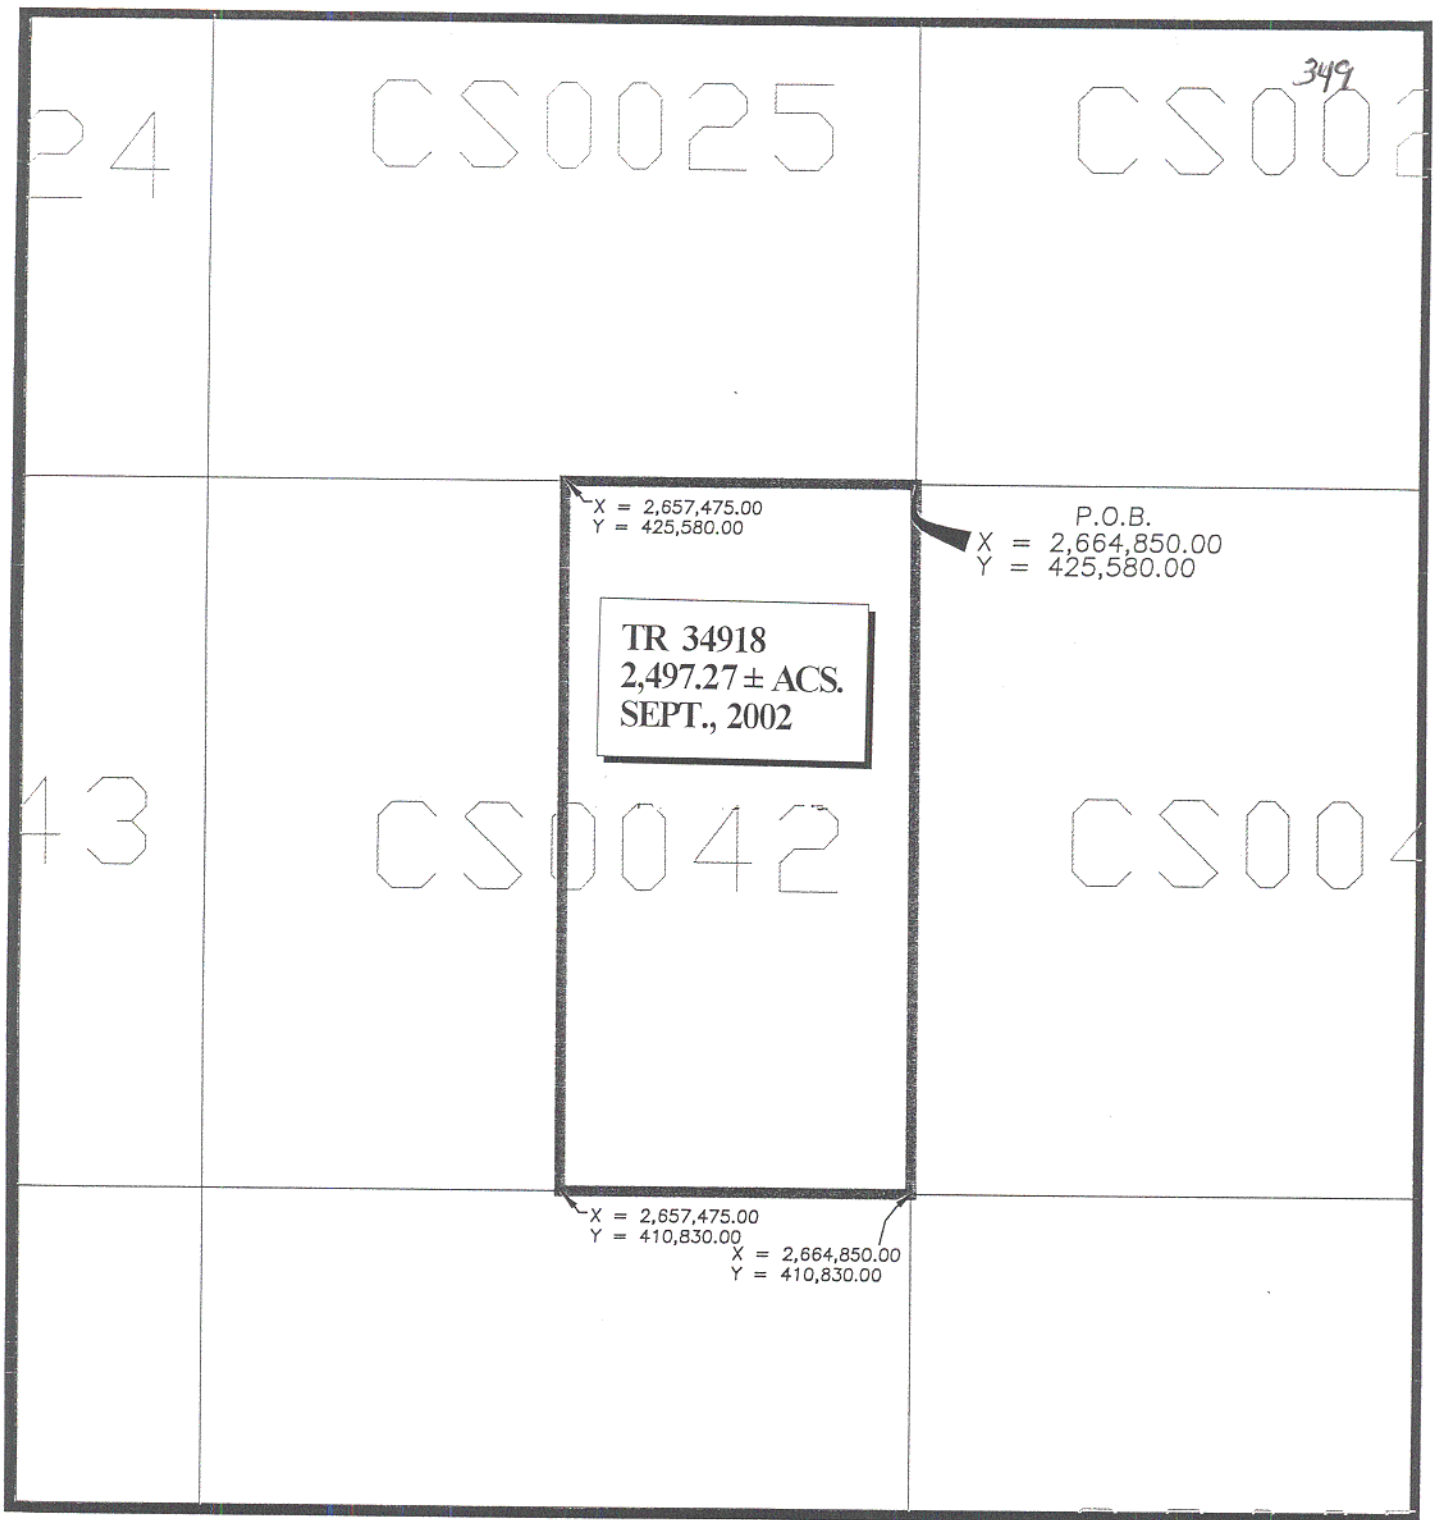 349
24
CS0025
CS002
X = 2,657,475.00
Y = 425,580.00
P.O.B.
X = 2,664,850.00
Y = 425,580.00
TR 34918
2,497.27 ± ACS.
SEPT., 2002
43
CS0042
CS004
X = 2,657,475.00
Y = 410,830.00
X = 2,664,850.00
Y = 410,830.00